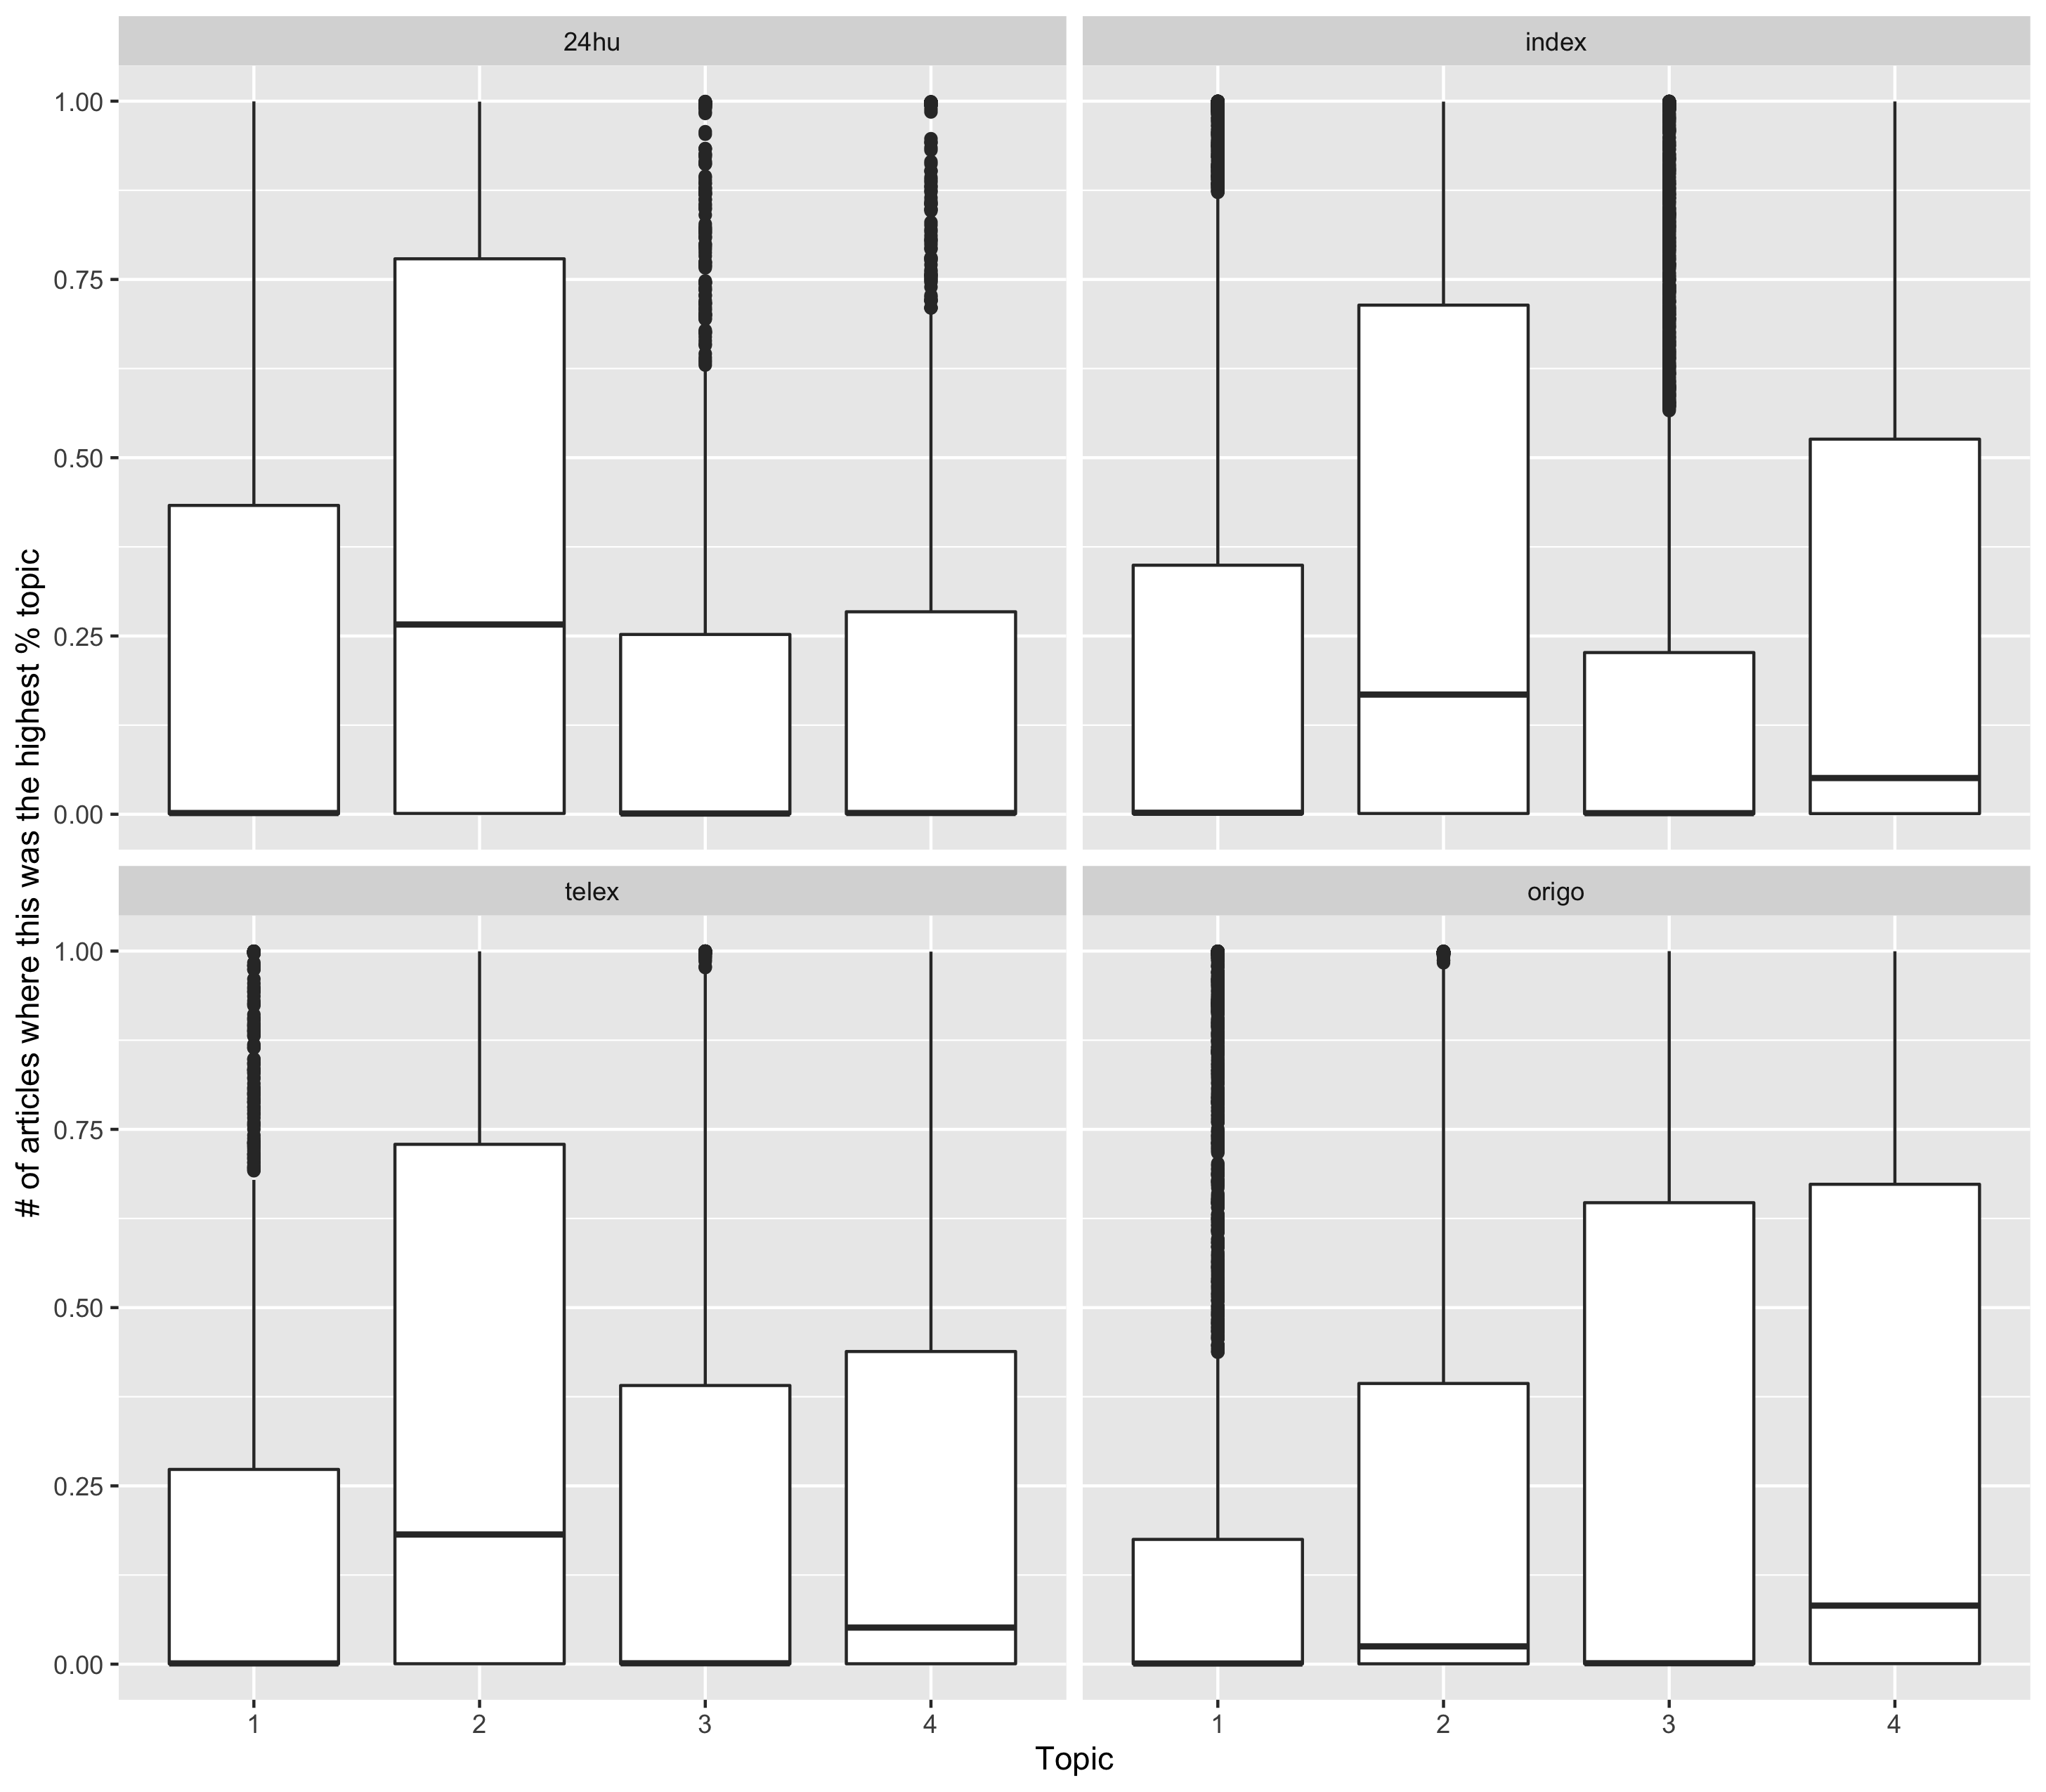 24hu
index
1.00
0.75
0.50
0.25
0.00
telex
origo
1.00
0.75
0.50
0.25
0.00
1 2 3 4 1 2 3 4
Topic
# of articles where this was the highest % topic